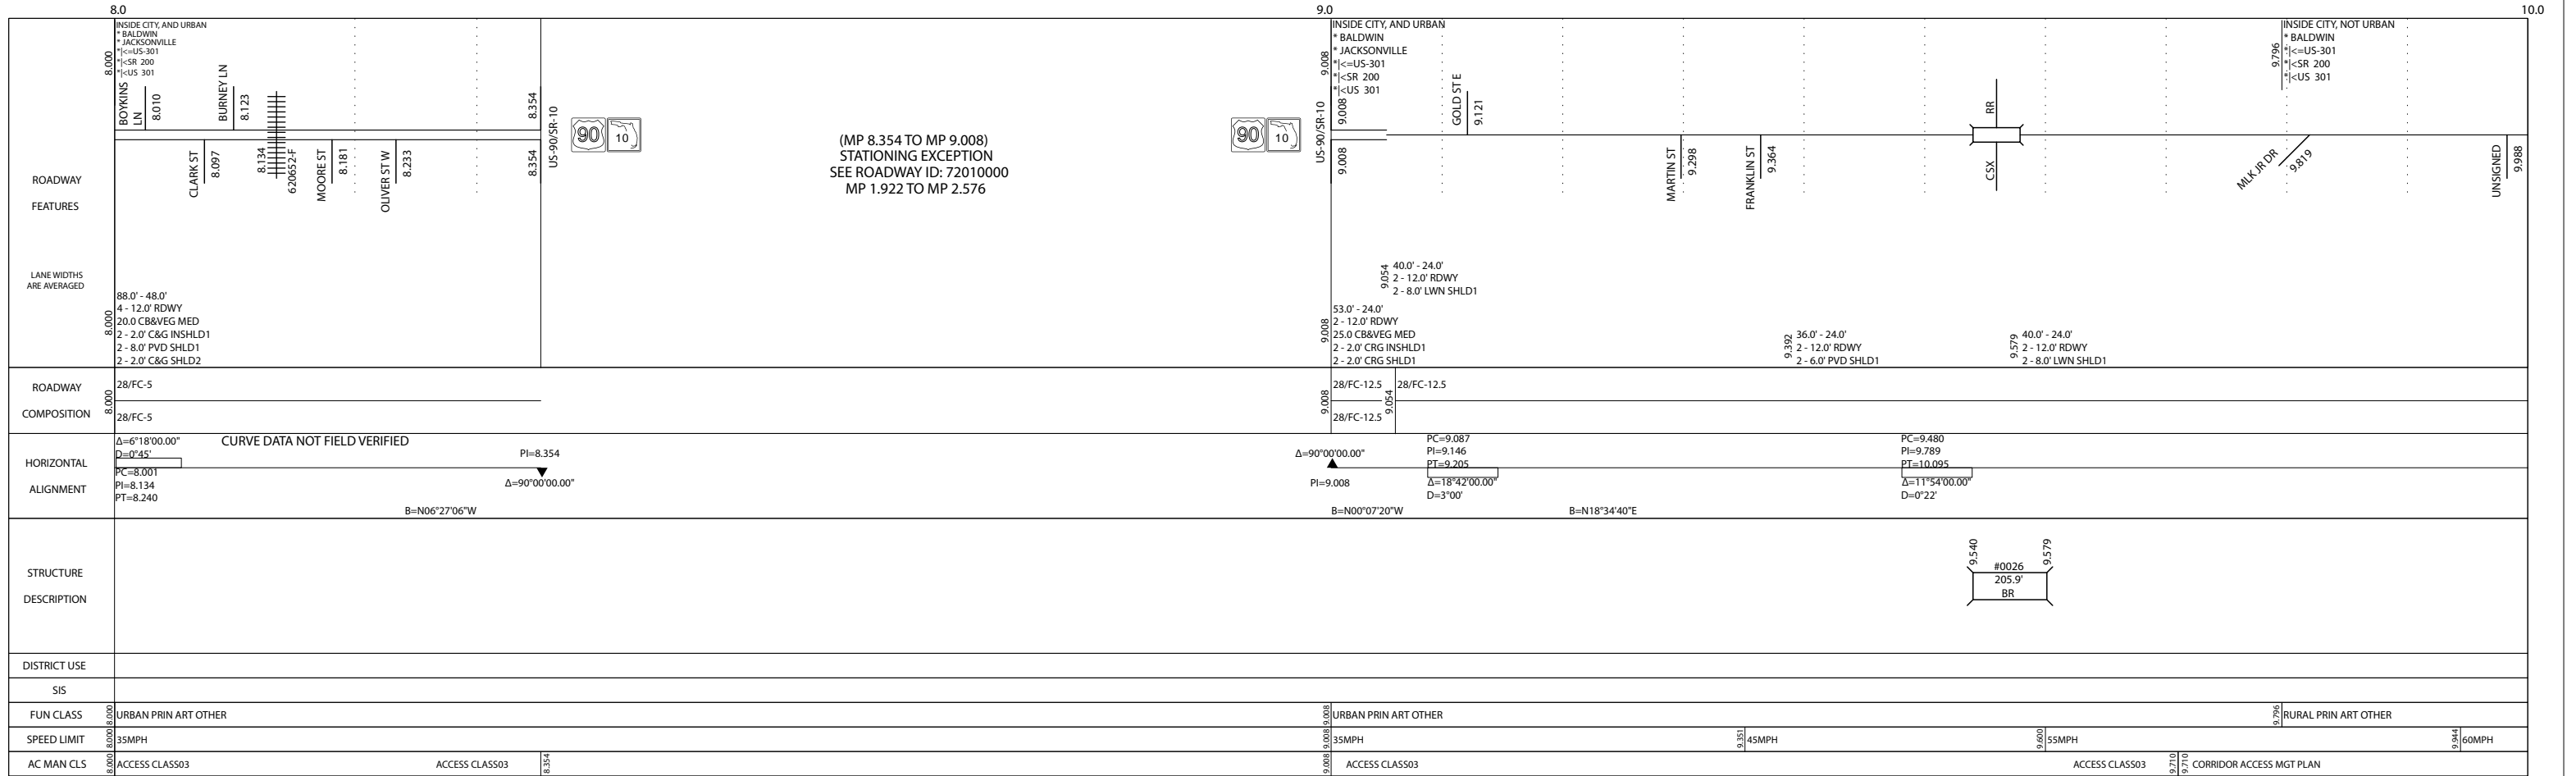 8.0
9.0
10.0
ROADWAY
FEATURES
LANE WIDTHS
ARE AVERAGED
8.000
INSIDE CITY, AND URBAN
* BALDWIN
* JACKSONVILLE
*|<=US-301
*|<SR 200
*|<US 301
BOYKINS
LN
8.010
BURNEY LN
8.123
CLARK ST
8.097
8.134
620652-F
MOORE ST
8.181
OLIVER ST W
8.233
8.354
8.354
US-90/SR-10
90
10
(MP 8.354 TO MP 9.008)
STATIONING EXCEPTION
SEE ROADWAY ID: 72010000
MP 1.922 TO MP 2.576
90
10
US-90/SR-10
9.008
INSIDE CITY, AND URBAN
* BALDWIN
* JACKSONVILLE
*|<=US-301
*|<SR 200
*|<US 301
9.008
9.008
GOLD ST E
9.121
MARTIN ST
9.298
FRANKLIN ST
9.364
RR
CSX
9.796
INSIDE CITY, NOT URBAN
* BALDWIN
*|<=US-301
*|<SR 200
*|<US 301
MLK JR DR
9.819
UNSIGNED
9.988
8.000
88.0' - 48.0'
4 - 12.0' RDWY
20.0 CB&VEG MED
2 - 2.0' C&G INSHLD1
2 - 8.0' PVD SHLD1
2 - 2.0' C&G SHLD2
9.008
53.0' - 24.0'
2 - 12.0' RDWY
25.0 CB&VEG MED
2 - 2.0' CRG INSHLD1
2 - 2.0' CRG SHLD1
9.054
40.0' - 24.0'
2 - 12.0' RDWY
2 - 8.0' LWN SHLD1
9.392
36.0' - 24.0'
2 - 12.0' RDWY
2 - 6.0' PVD SHLD1
9.579
40.0' - 24.0'
2 - 12.0' RDWY
2 - 8.0' LWN SHLD1
ROADWAY
COMPOSITION
8.000
28/FC-5
28/FC-5
9.008
28/FC-12.5
28/FC-12.5
9.054
28/FC-12.5
HORIZONTAL
ALIGNMENT
Δ=6°18'00.00"
D=0°45'
PC=8.001
PI=8.134
PT=8.240
CURVE DATA NOT FIELD VERIFIED
B=N06°27'06"W
PI=8.354
Δ=90°00'00.00"
Δ=90°00'00.00"
PI=9.008
B=N00°07'20"W
PC=9.087
PI=9.146
PT=9.205
Δ=18°42'00.00"
D=3°00'
B=N18°34'40"E
PC=9.480
PI=9.789
PT=10.095
Δ=11°54'00.00"
D=0°22'
STRUCTURE
DESCRIPTION
9.540
9.579
#0026
205.9'
BR
DISTRICT USE
SIS
FUN CLASS
8.000
URBAN PRIN ART OTHER
9.008
URBAN PRIN ART OTHER
9.796
RURAL PRIN ART OTHER
SPEED LIMIT
8.000
35MPH
9.008
35MPH
9.351
45MPH
9.600
55MPH
9.944
60MPH
AC MAN CLS
8.000
ACCESS CLASS03
ACCESS CLASS03
8.354
9.008
ACCESS CLASS03
ACCESS CLASS03
9.710
9.710
CORRIDOR ACCESS MGT PLAN